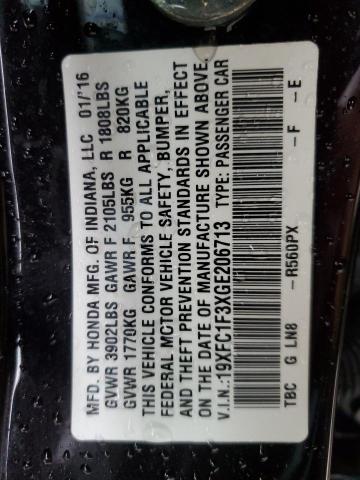 MFD. BY HONDA MFG. OF INDIANA, LLC 01/'16
GVWR 3902LBS GAWR F 2105LBS R 1808LBS
GVWR 1770KG GAWR F 955KG R 820KG
THIS VEHICLE CONFORMS TO ALL APPLICABLE
FEDERAL MOTOR VEHICLE SAFETY, BUMPER,
AND THEFT PREVENTION STANDARDS IN EFFECT
ON THE DATE OF MANUFACTURE SHOWN ABOVE.
V.I.N.:19XFC1F3XGE206713 TYPE: PASSENGER CAR
-R560PX -F -E
TBC G LN8